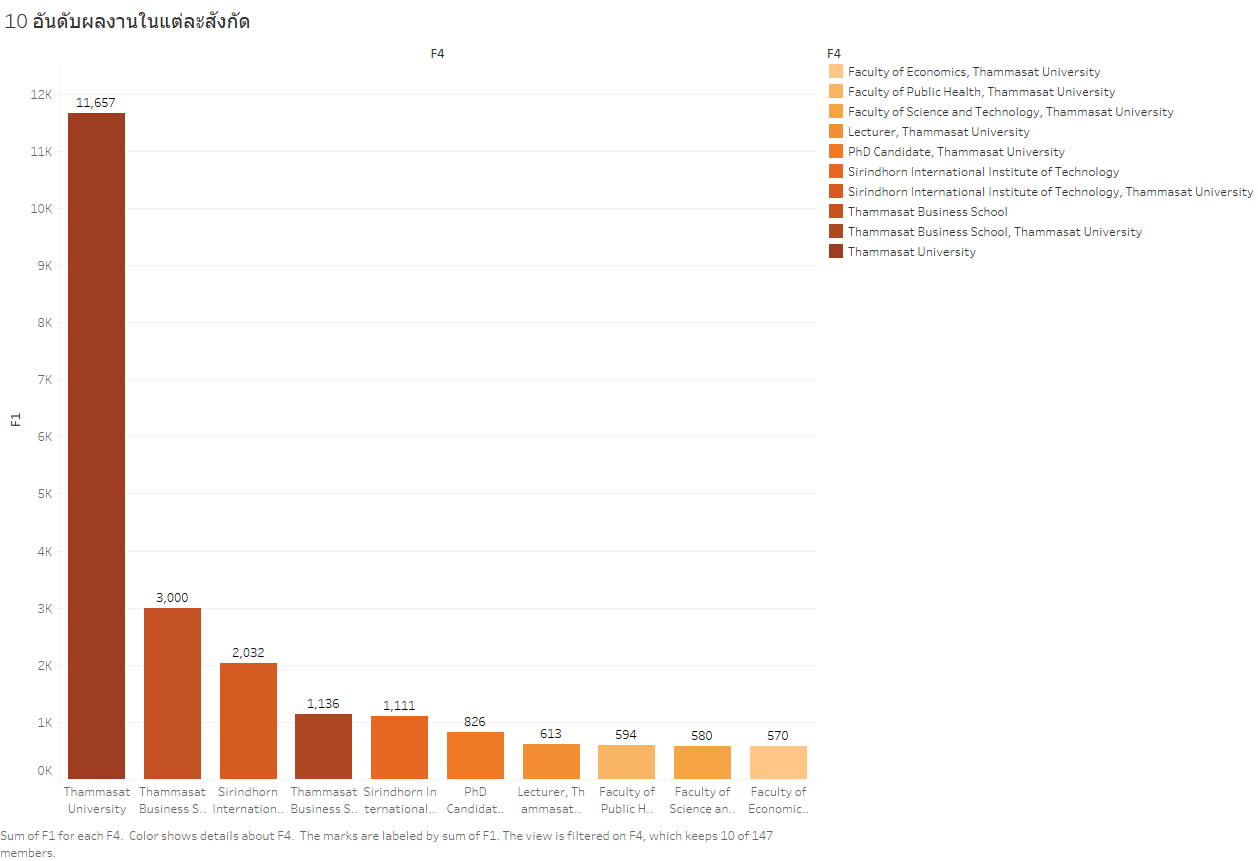 10 อันดับผลงานในแต่ละสังกัด
F4
12K
11K
10K
9K
8K
7K
6K
5K
4K
3K
2K
1K
0K
F1
11,657
3,000
2,032
1,136
1,111
826
613
594
580
570
Thammasat
University
Thammasat
Business S..
Sirindhorn
Internation..
Thammasat
Business S..
Sirindhorn In
ternational..
PhD
Candidat..
Lecturer, Th
ammasat..
Faculty of
Public H..
Faculty of
Science an..
Faculty of
Economic..
F4
Faculty of Economics, Thammasat University
Faculty of Public Health, Thammasat University
Faculty of Science and Technology, Thammasat University
Lecturer, Thammasat University
PhD Candidate, Thammasat University
Sirindhorn International Institute of Technology
Sirindhorn International Institute of Technology, Thammasat University
Thammasat Business School
Thammasat Business School, Thammasat University
Thammasat University
Sum of F1 for each F4.  Color shows details about F4.  The marks are labeled by sum of F1. The view is filtered on F4, which keeps 10 of 147
members.